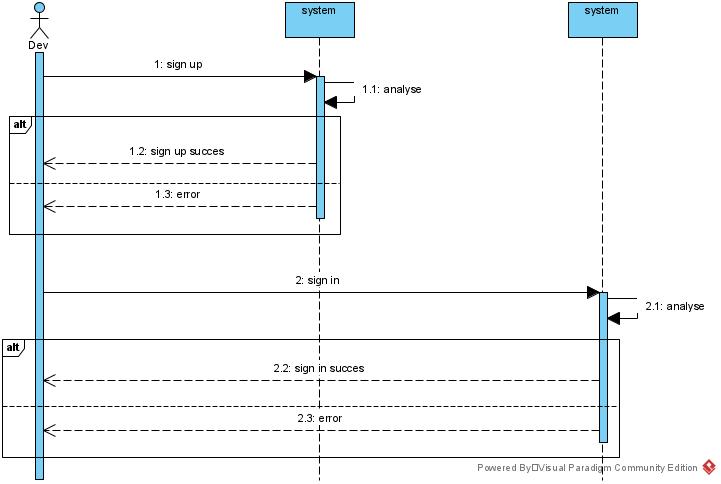 system
system
Dev
1: sign up
1.1: analyse
alt
1.2: sign up succes
1.3: error
2: sign in
2.1: analyse
alt
2.2: sign in succes
2.3: error
Powered By Visual Paradigm Community Edition